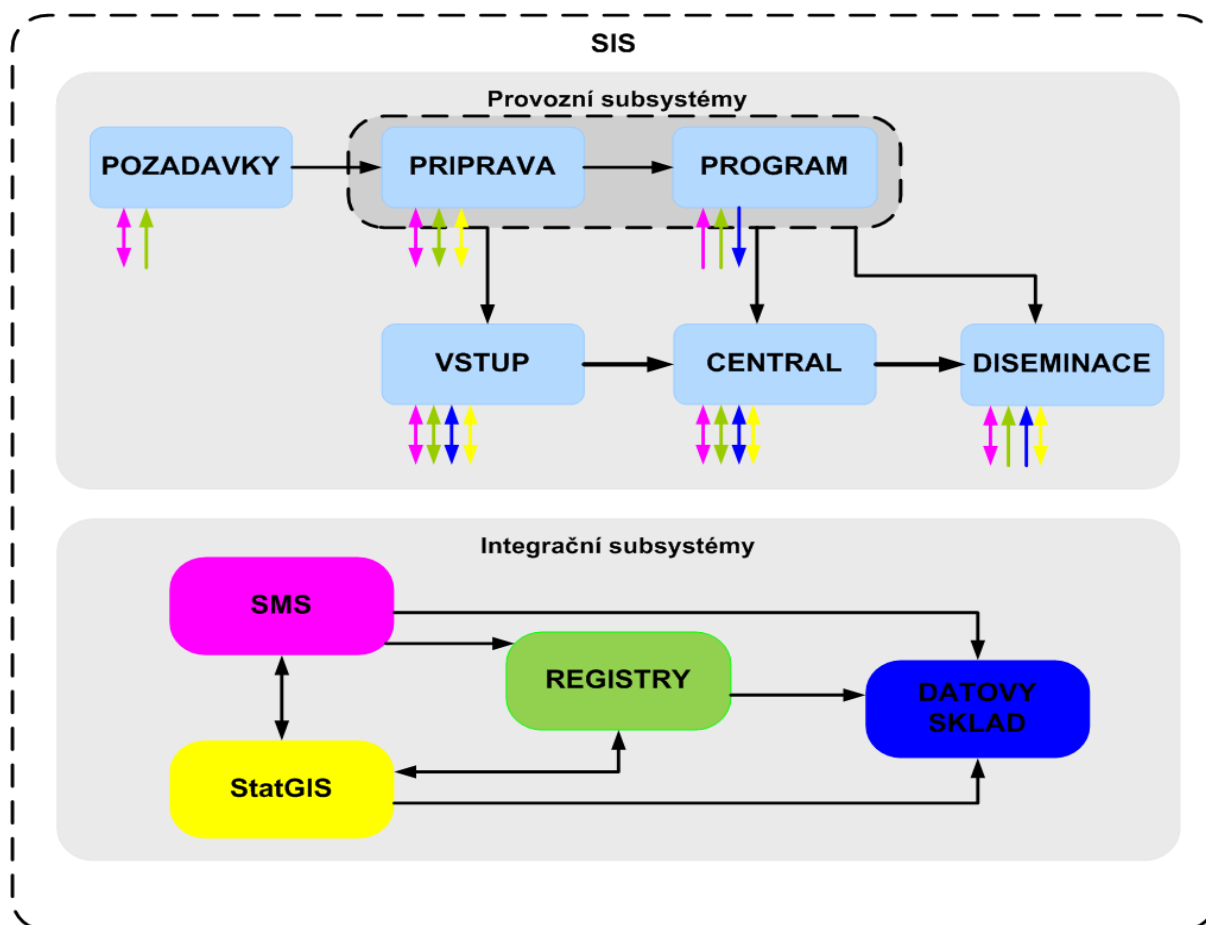 SIS
Provozní subsystémy
POZADAVKY
PRIPRAVA
PROGRAM
VSTUP
CENTRAL
DISEMINACE
Integrační subsystémy
SMS
REGISTRY
DATOVY
SKLAD
StatGIS